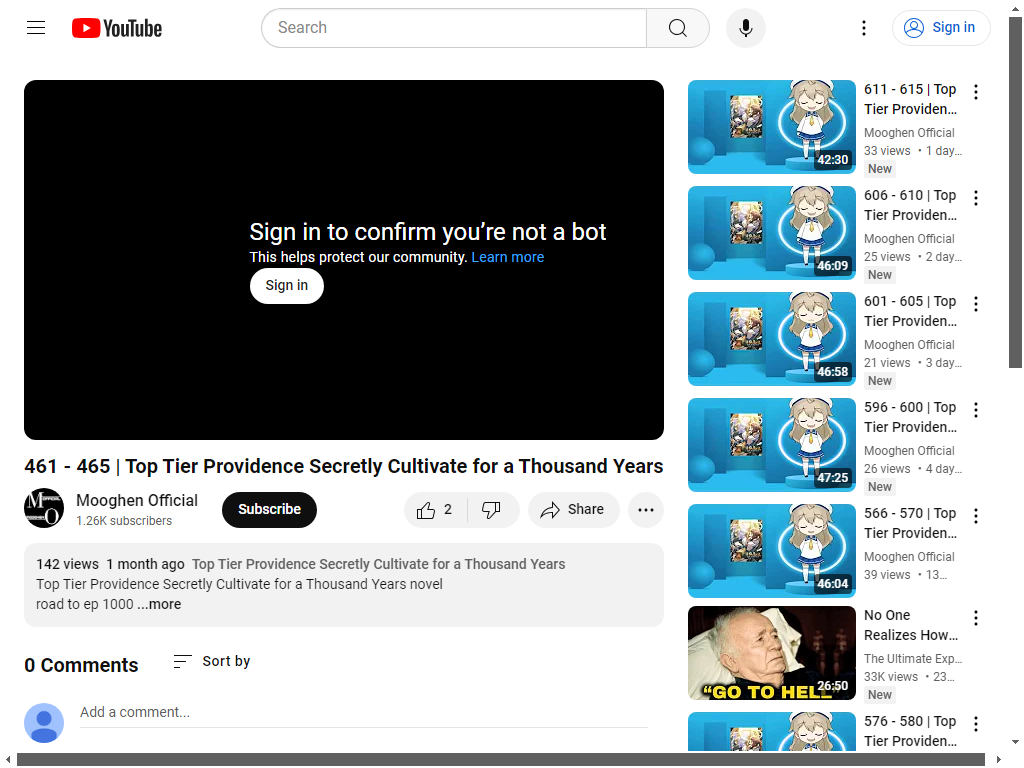 YouTube
Search
Sign in
Sign in to confirm you're not a bot
This helps protect our community. Learn more
Sign in
461 - 465 | Top Tier Providence Secretly Cultivate for a Thousand Years
Mooghen Official
1.26K subscribers
Subscribe
2
Share
142 views 1 month ago Top Tier Providence Secretly Cultivate for a Thousand Years
Top Tier Providence Secretly Cultivate for a Thousand Years novel
road to ep 1000 ...more
0 Comments
Sort by
Add a comment...
42:30
611 - 615 | Top
Tier Providen...
Mooghen Official
33 views • 1 day...
New
46:09
606 - 610 | Top
Tier Providen...
Mooghen Official
25 views • 2 day...
New
46:58
601 - 605 | Top
Tier Providen...
Mooghen Official
21 views • 3 day...
New
47:25
596 - 600 | Top
Tier Providen...
Mooghen Official
26 views • 4 day...
New
46:04
566 - 570 | Top
Tier Providen...
Mooghen Official
39 views • 13...
"GO TO HELL
26:50
No One
Realizes How...
The Ultimate Exp...
33K views • 23...
New
576 - 580 | Top
Tier Providen...